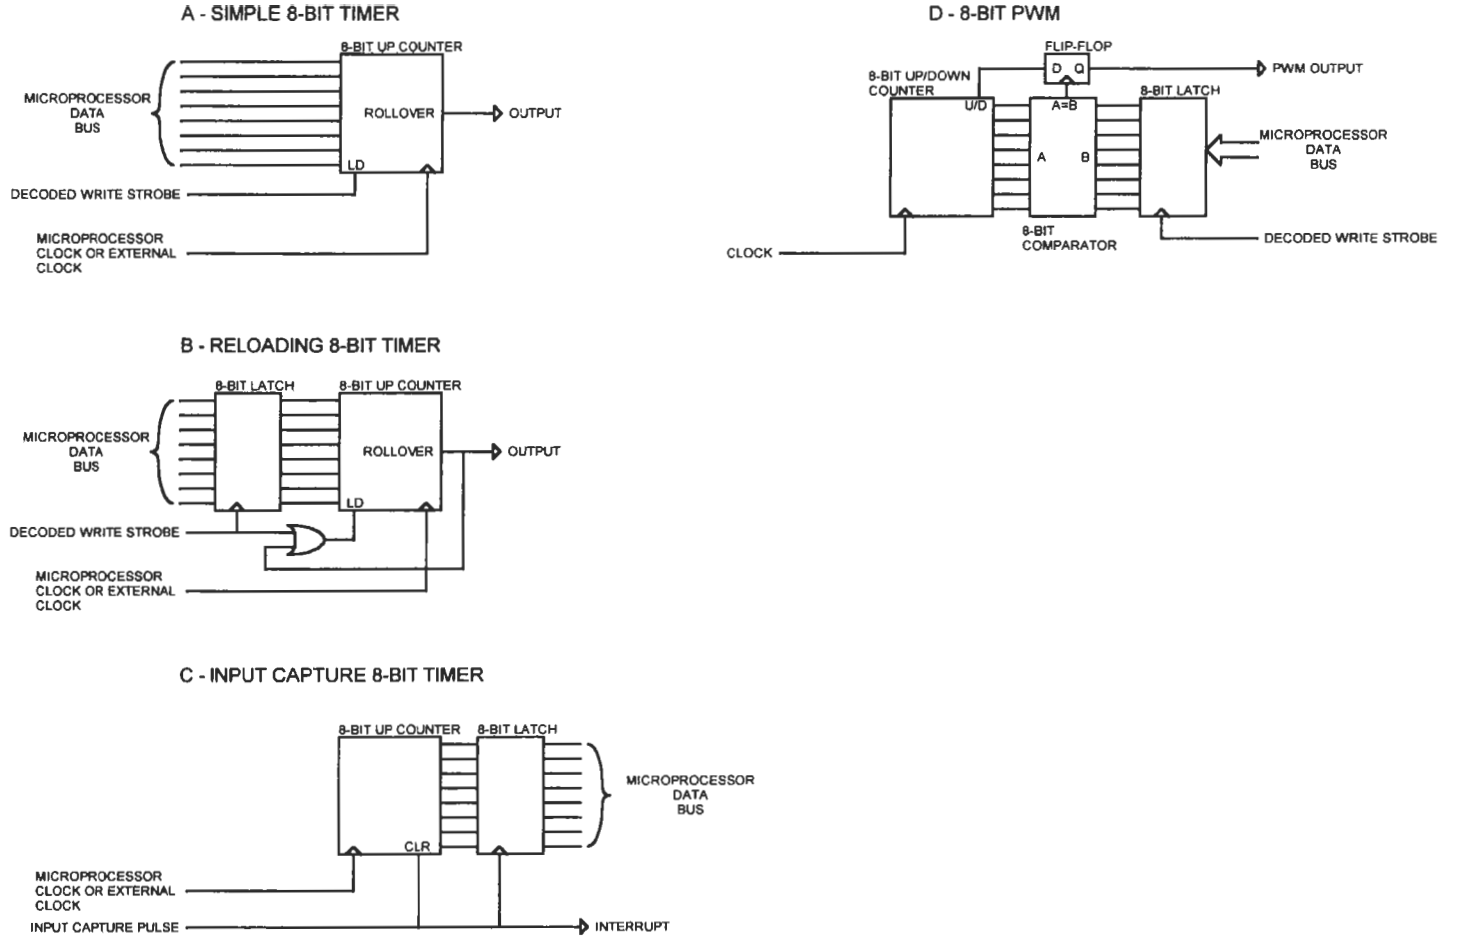 A - SIMPLE 8-BIT TIMER
8-BIT UP COUNTER
MICROPROCESSOR
DATA
BUS
ROLLOVER
OUTPUT
LD
DECODED WRITE STROBE
MICROPROCESSOR
CLOCK OR EXTERNAL
CLOCK
D - 8-BIT PWM
FLIP-FLOP
D Q
PWM OUTPUT
8-BIT UP/DOWN
COUNTER
U/D
A=B
8-BIT LATCH
A B
MICROPROCESSOR
DATA
BUS
8-BIT
COMPARATOR
DECODED WRITE STROBE
CLOCK
B - RELOADING 8-BIT TIMER
8-BIT LATCH
8-BIT UP COUNTER
MICROPROCESSOR
DATA
BUS
ROLLOVER
OUTPUT
LD
DECODED WRITE STROBE
MICROPROCESSOR
CLOCK OR EXTERNAL
CLOCK
C - INPUT CAPTURE 8-BIT TIMER
8-BIT UP COUNTER
8-BIT LATCH
MICROPROCESSOR
DATA
BUS
CLR
MICROPROCESSOR
CLOCK OR EXTERNAL
CLOCK
INPUT CAPTURE PULSE
INTERRUPT